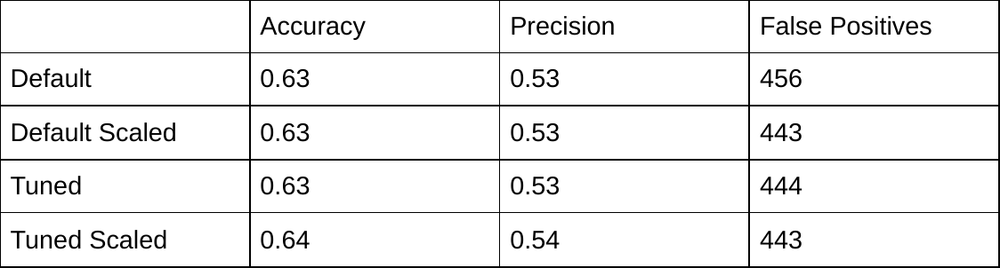 Accuracy Precision False Positives
Default 0.63 0.53 456
Default Scaled 0.63 0.53 443
Tuned 0.63 0.53 444
Tuned Scaled 0.64 0.54 443